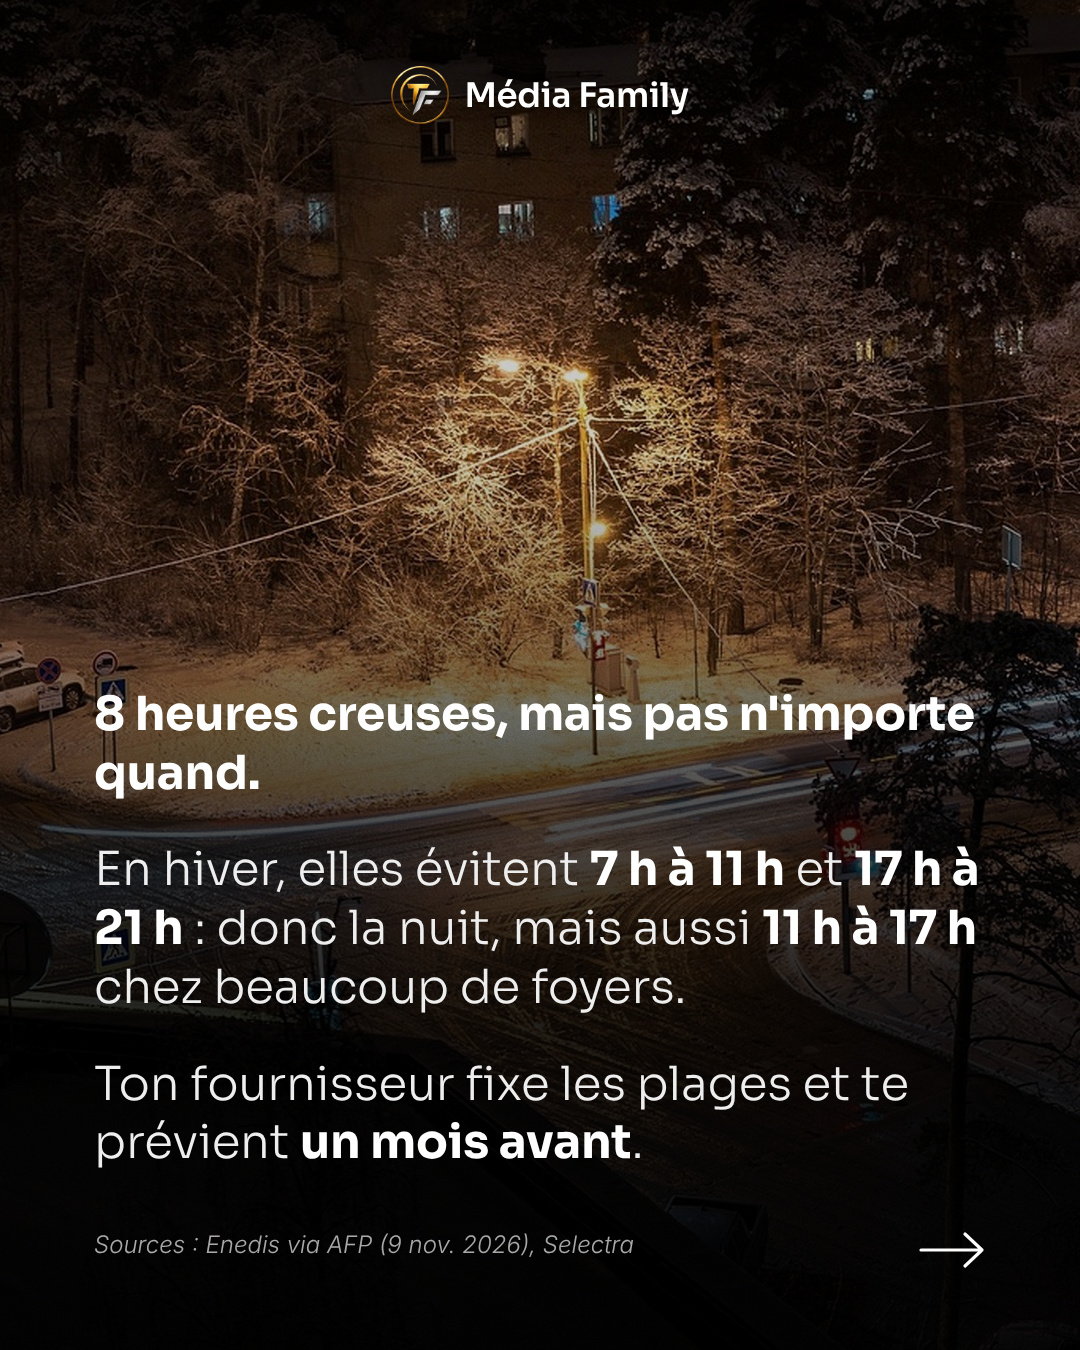 TF Média Family
8 heures creuses, mais pas n'importe
quand.
En hiver, elles évitent 7 h à 11 h et 17 h à
21 h : donc la nuit, mais aussi 11 h à 17 h
chez beaucoup de foyers.
Ton fournisseur fixe les plages et te
prévient un mois avant.
Sources : Enedis via AFP (9 nov. 2026), Selectra